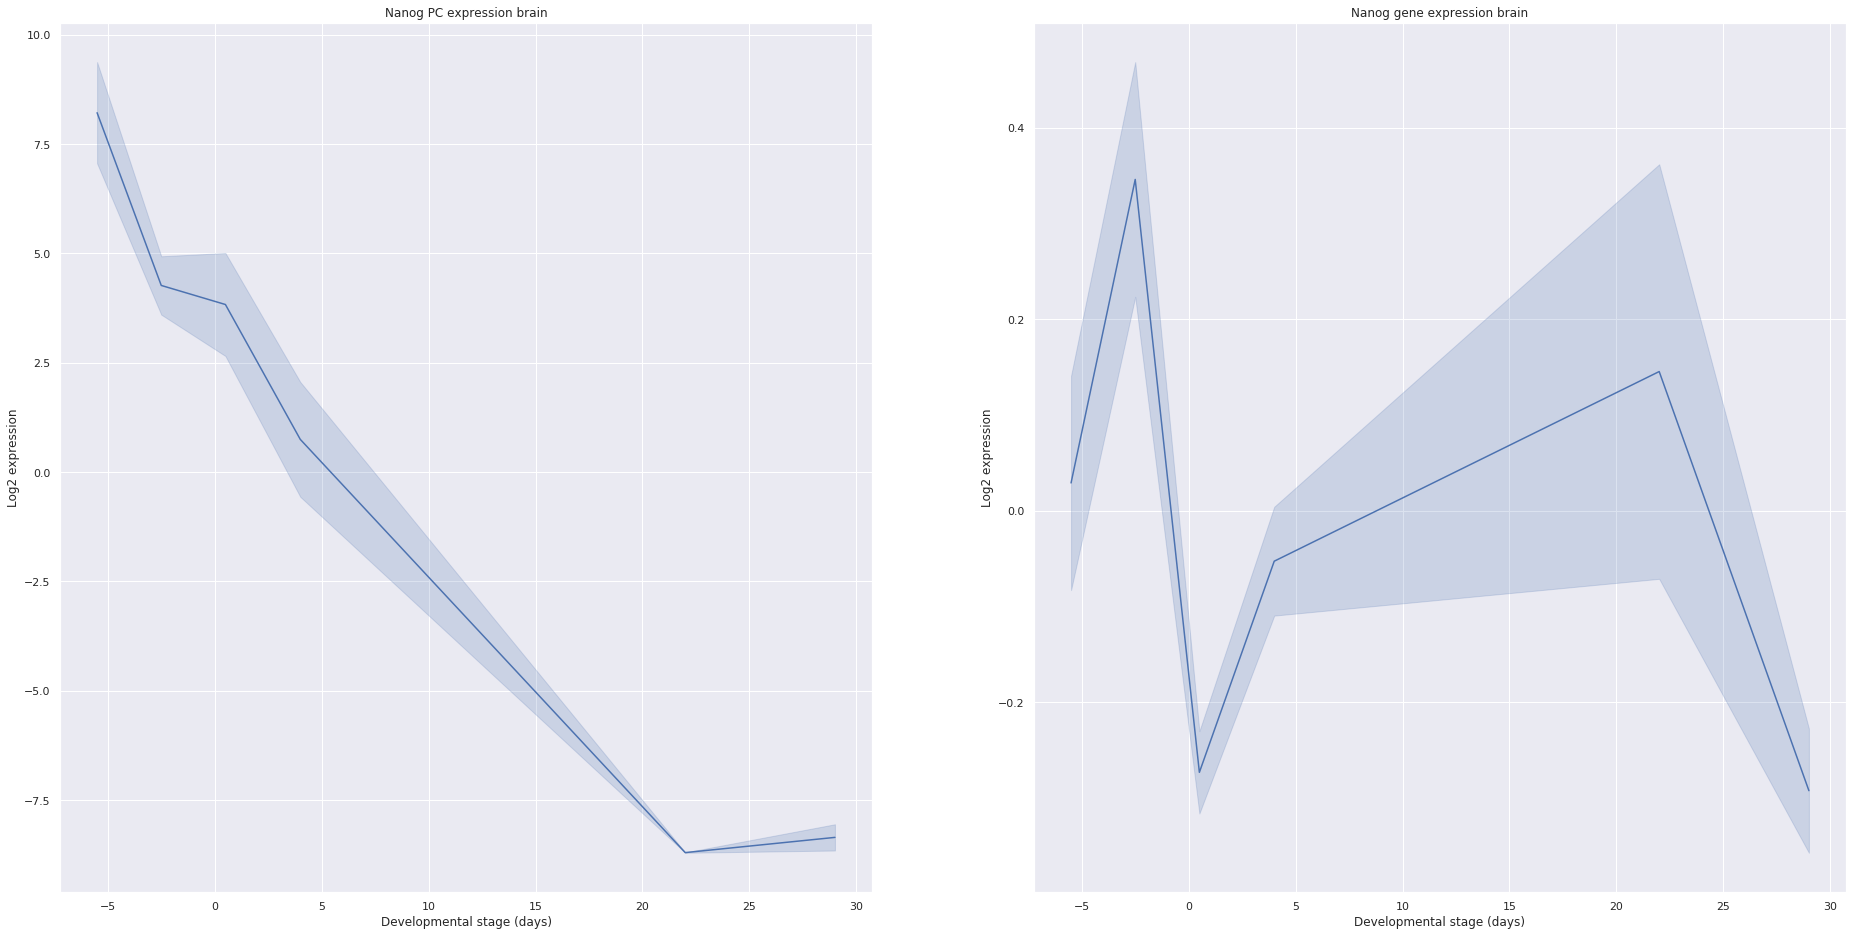 Nanog PC expression brain
10.0
7.5
5.0
2.5
0.0
−2.5
−5.0
−7.5
Log2 expression
−5 0 5 10 15 20 25 30
Developmental stage (days)
Nanog gene expression brain
0.4
0.2
0.0
−0.2
Log2 expression
−5 0 5 10 15 20 25 30
Developmental stage (days)